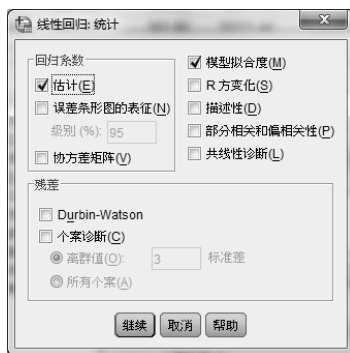 线性回归: 统计
回归系数
估计(E)
误差条形图的表征(N)
级别(%): 95
协方差矩阵(V)
模型拟合度(M)
R 方变化(S)
描述性(D)
部分相关和偏相关性(P)
共线性诊断(L)
残差
Durbin-Watson
个案诊断(C)
离群值(O): 3 标准差
所有个案(A)
继续 取消 帮助